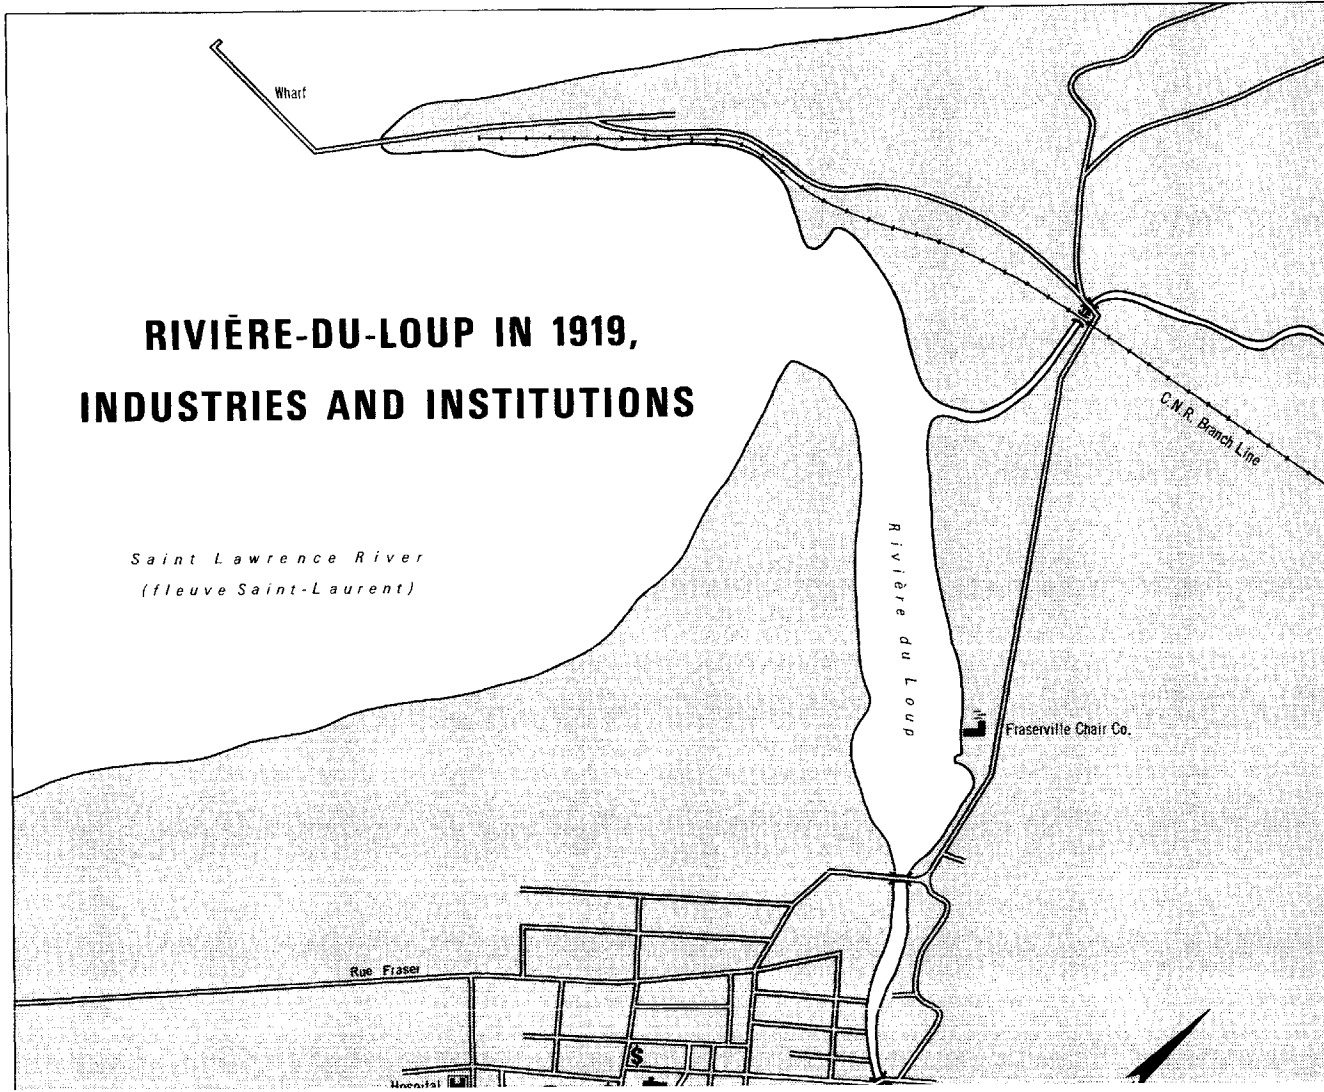 Wharf
RIVIÈRE-DU-LOUP IN 1919,
INDUSTRIES AND INSTITUTIONS
C.N.R. Branch Line
Saint Lawrence River
(fleuve Saint-Laurent)
Rivière du Loup
Fraserville Chair Co.
Rue Fraser
$
Hospital H